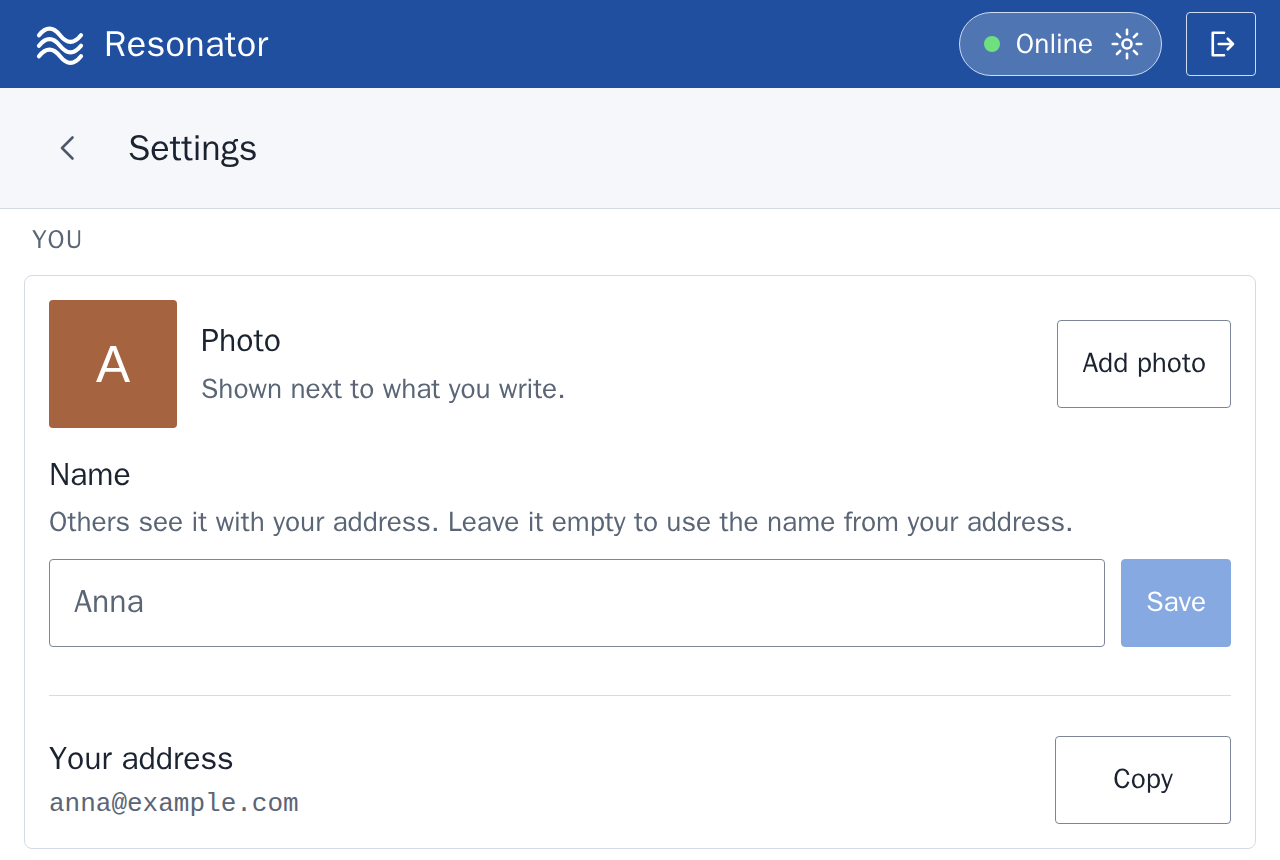 Resonator
Online
Settings
YOU
A
Photo
Shown next to what you write.
Add photo
Name
Others see it with your address. Leave it empty to use the name from your address.
Anna
Save
Your address
anna@example.com
Copy